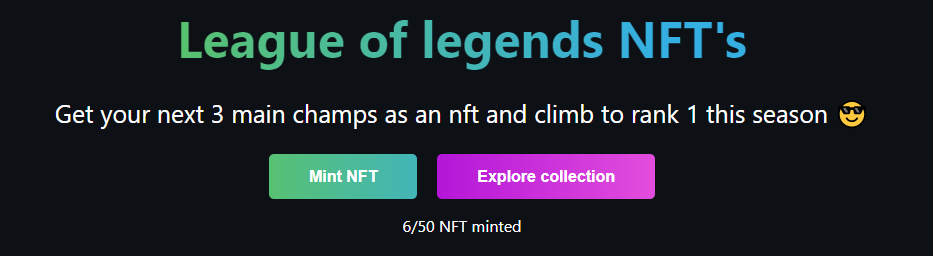 League of legends NFT's
Get your next 3 main champs as an nft and climb to rank 1 this season 😎
Mint NFT
Explore collection
6/50 NFT minted